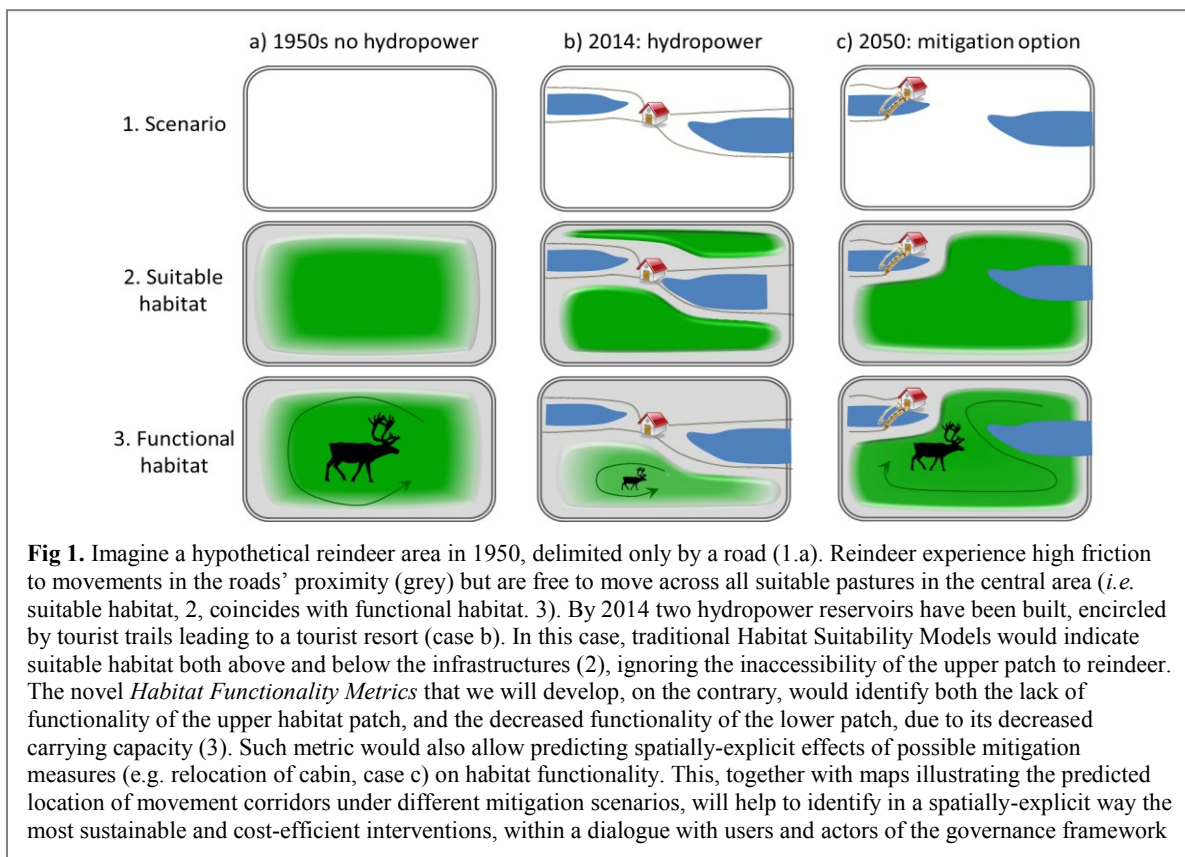 a) 1950s no hydropower
b) 2014: hydropower
c) 2050: mitigation option
1. Scenario
2. Suitable
habitat
3. Functional
habitat
Fig 1. Imagine a hypothetical reindeer area in 1950, delimited only by a road (1.a). Reindeer experience high friction
to movements in the roads’ proximity (grey) but are free to move across all suitable pastures in the central area (i.e.
suitable habitat, 2, coincides with functional habitat. 3). By 2014 two hydropower reservoirs have been built, encircled
by tourist trails leading to a tourist resort (case b). In this case, traditional Habitat Suitability Models would indicate
suitable habitat both above and below the infrastructures (2), ignoring the inaccessibility of the upper patch to reindeer.
The novel Habitat Functionality Metrics that we will develop, on the contrary, would identify both the lack of
functionality of the upper habitat patch, and the decreased functionality of the lower patch, due to its decreased
carrying capacity (3). Such metric would also allow predicting spatially-explicit effects of possible mitigation
measures (e.g. relocation of cabin, case c) on habitat functionality. This, together with maps illustrating the predicted
location of movement corridors under different mitigation scenarios, will help to identify in a spatially-explicit way the
most sustainable and cost-efficient interventions, within a dialogue with users and actors of the governance framework